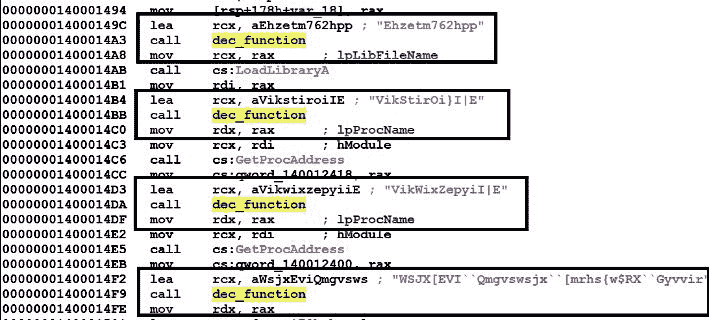 0000000140001494 mov [rsp+178h+var_18], rax
000000014000149C lea rcx, aEhzetm762hpp ; "Ehzetm762hpp"
00000001400014A3 call dec_function
00000001400014A8 mov rcx, rax ; lpLibFileName
00000001400014AB call cs:LoadLibraryA
00000001400014B1 mov rdi, rax
00000001400014B4 lea rcx, aVikstiroiIE ; "VikStirOi}I|E"
00000001400014BB call dec_function
00000001400014C0 mov rdx, rax ; lpProcName
00000001400014C3 mov rcx, rdi ; hModule
00000001400014C6 call cs:GetProcAddress
00000001400014CC mov cs:qword_140012418, rax
00000001400014D3 lea rcx, aVikwixzepyiiE ; "VikWixZepyiI|E"
00000001400014DA call dec_function
00000001400014DF mov rdx, rax ; lpProcName
00000001400014E2 mov rcx, rdi ; hModule
00000001400014E5 call cs:GetProcAddress
00000001400014EB mov cs:qword_140012400, rax
00000001400014F2 lea rcx, aWsjxEviQmgvsws ; "WSJX[EVI``Qmgvswsjx``[mrhs{w$RX``Gyvvir
00000001400014F9 call dec_function
00000001400014FE mov rdx, rax